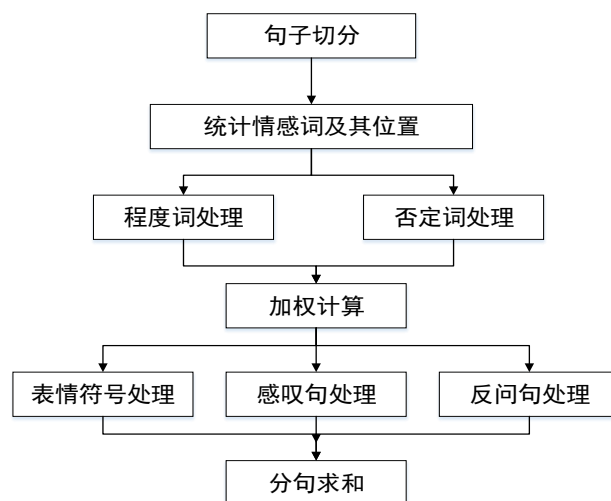 句子切分
统计情感词及其位置
程度词处理
否定词处理
加权计算
表情符号处理
感叹句处理
反问句处理
分句求和